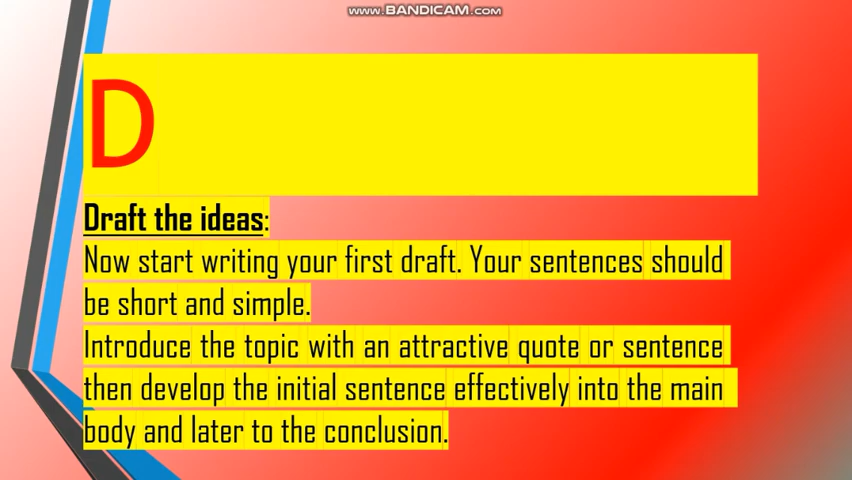 www.BANDICAM.com
D
Draft the ideas:
Now start writing your first draft. Your sentences should
be short and simple.
Introduce the topic with an attractive quote or sentence
then develop the initial sentence effectively into the main
body and later to the conclusion.